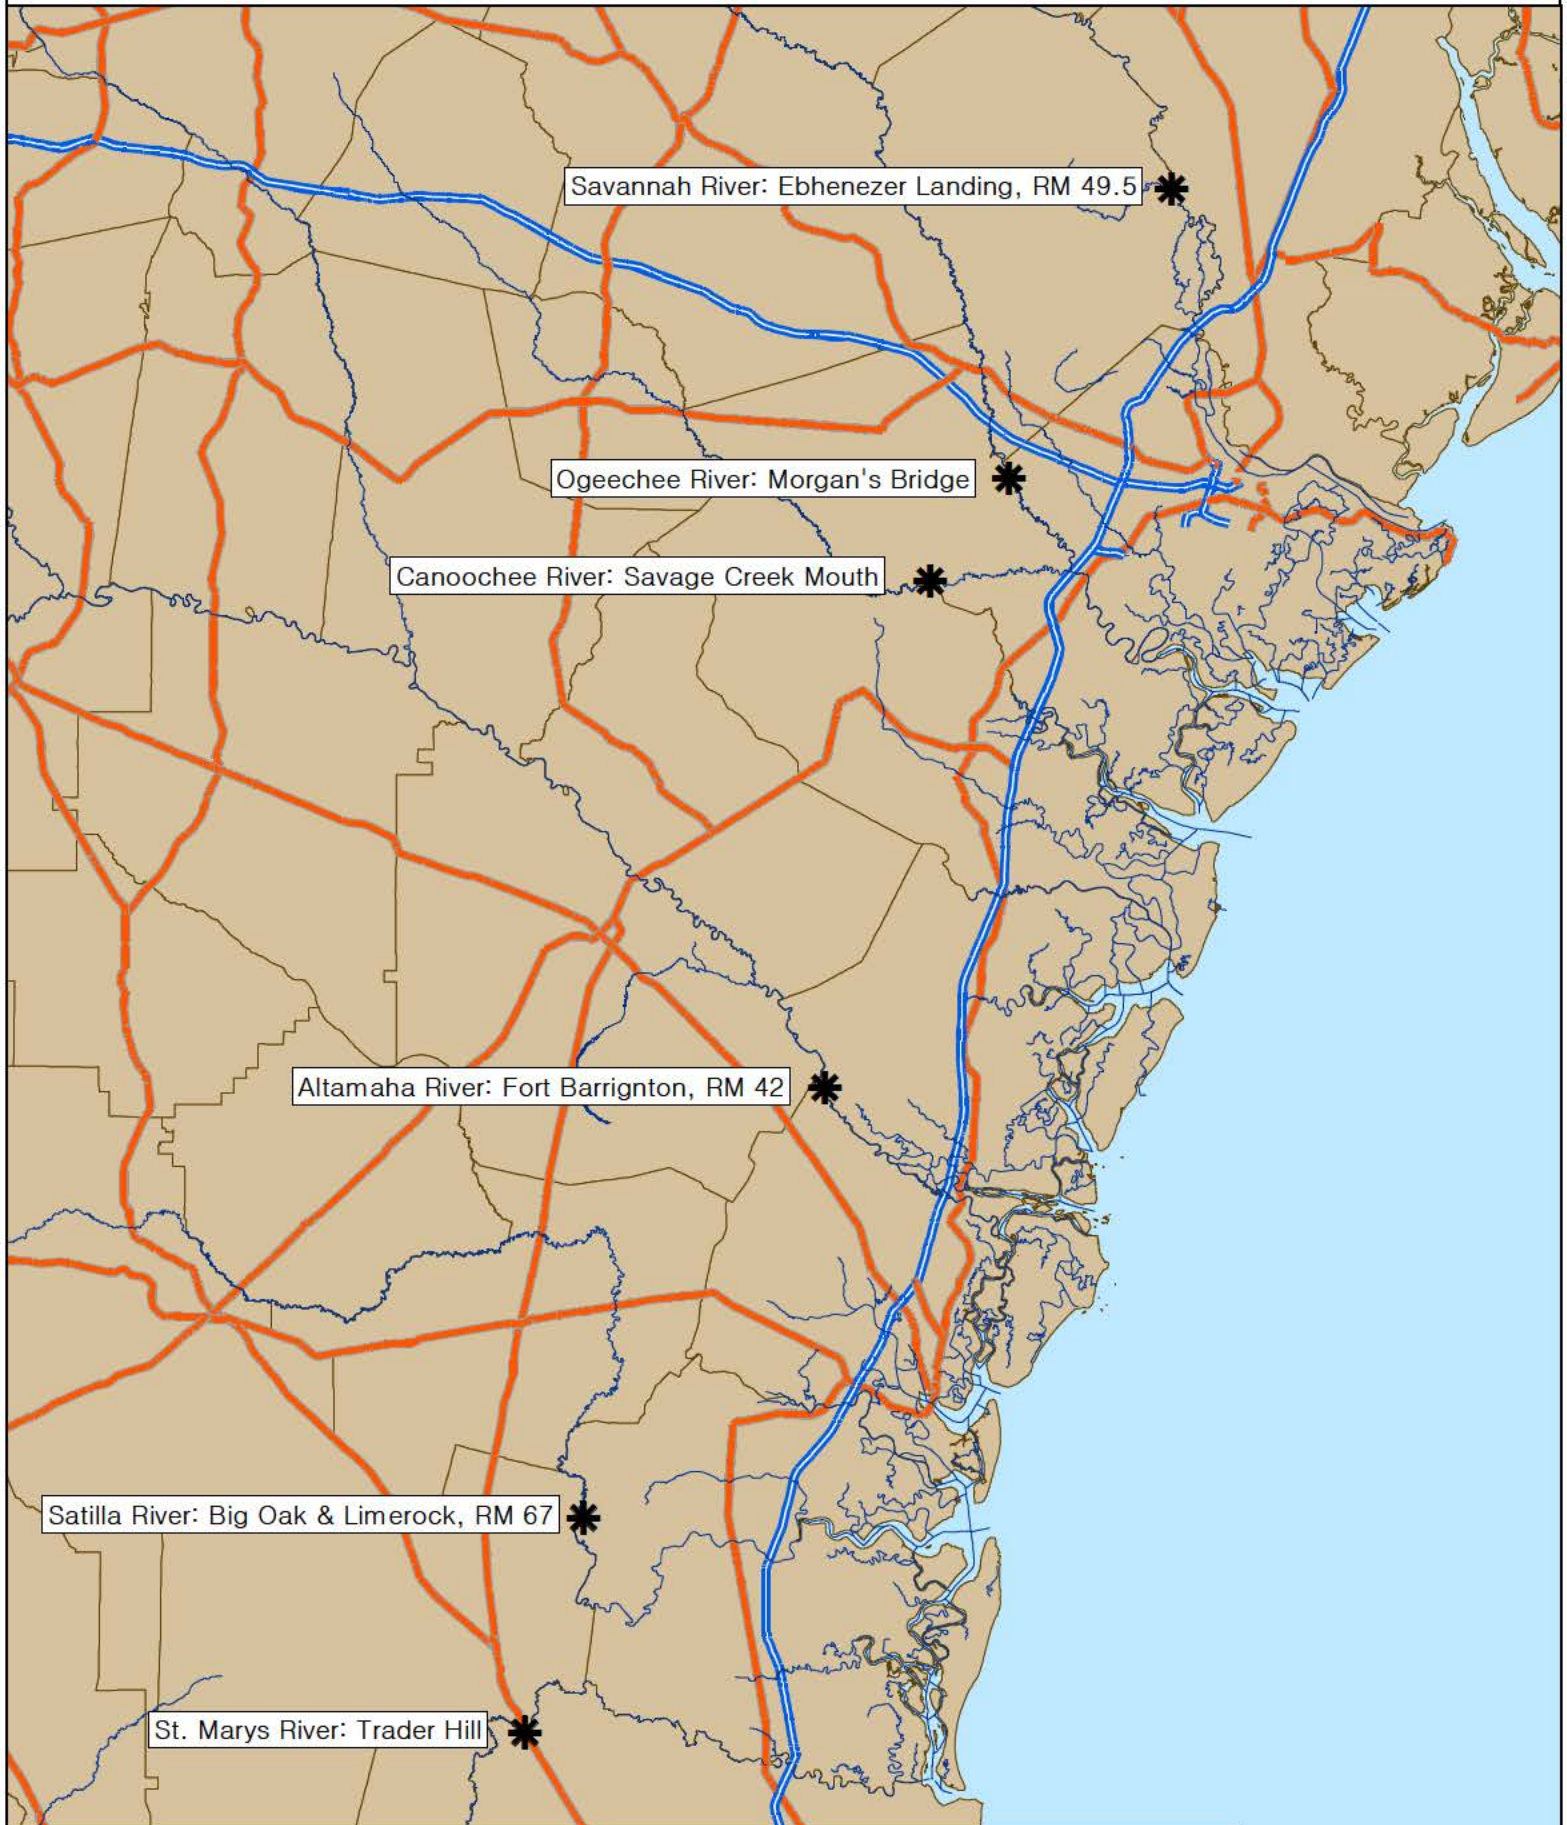 Savannah River: Ebhenezer Landing, RM 49.5
Ogeechee River: Morgan's Bridge
Canoochee River: Savage Creek Mouth
Altamaha River: Fort Barrignton, RM 42
Satilla River: Big Oak & Limerock, RM 67
St. Marys River: Trader Hill